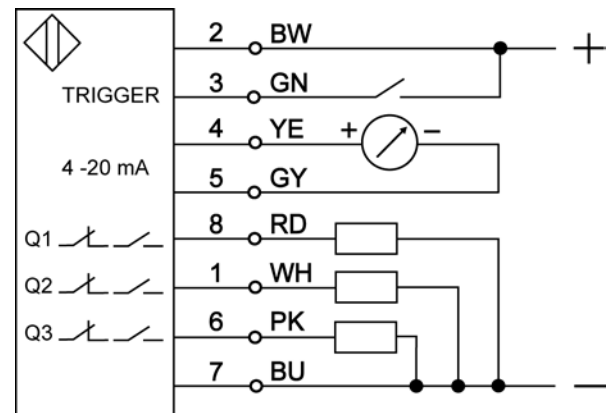 2 BW +
TRIGGER 3 GN
4 YE + −
4 -20 mA
5 GY
Q1 8 RD
Q2 1 WH
Q3 6 PK
7 BU −